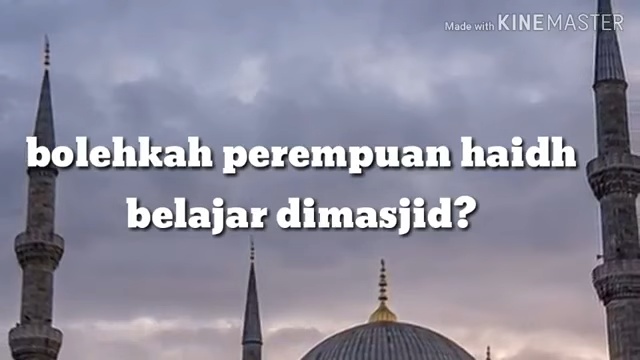 Made with KINEMASTER
bolehkah perempuan haidh
belajar dimasjid?